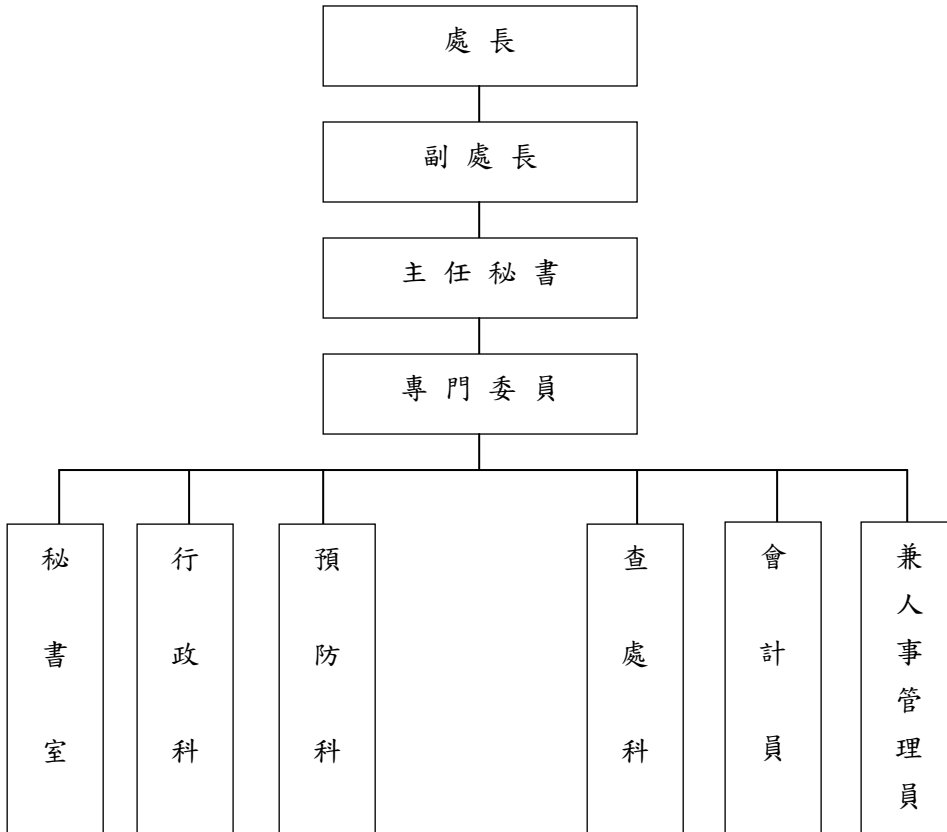 處 長
副 處 長
主 任 秘 書
專 門 委 員
秘書室
行政科
預防科
查處科
會計員
兼人事管理員